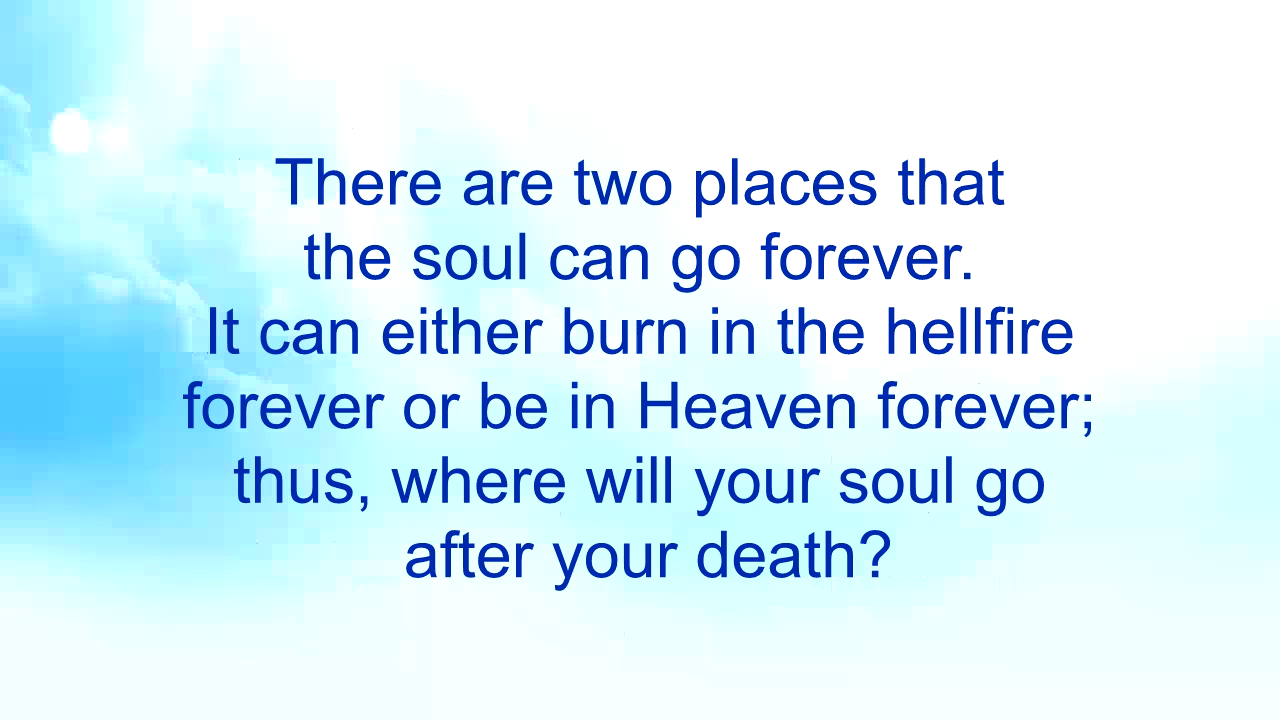 There are two places that
the soul can go forever.
It can either burn in the hellfire
forever or be in Heaven forever;
thus, where will your soul go
after your death?